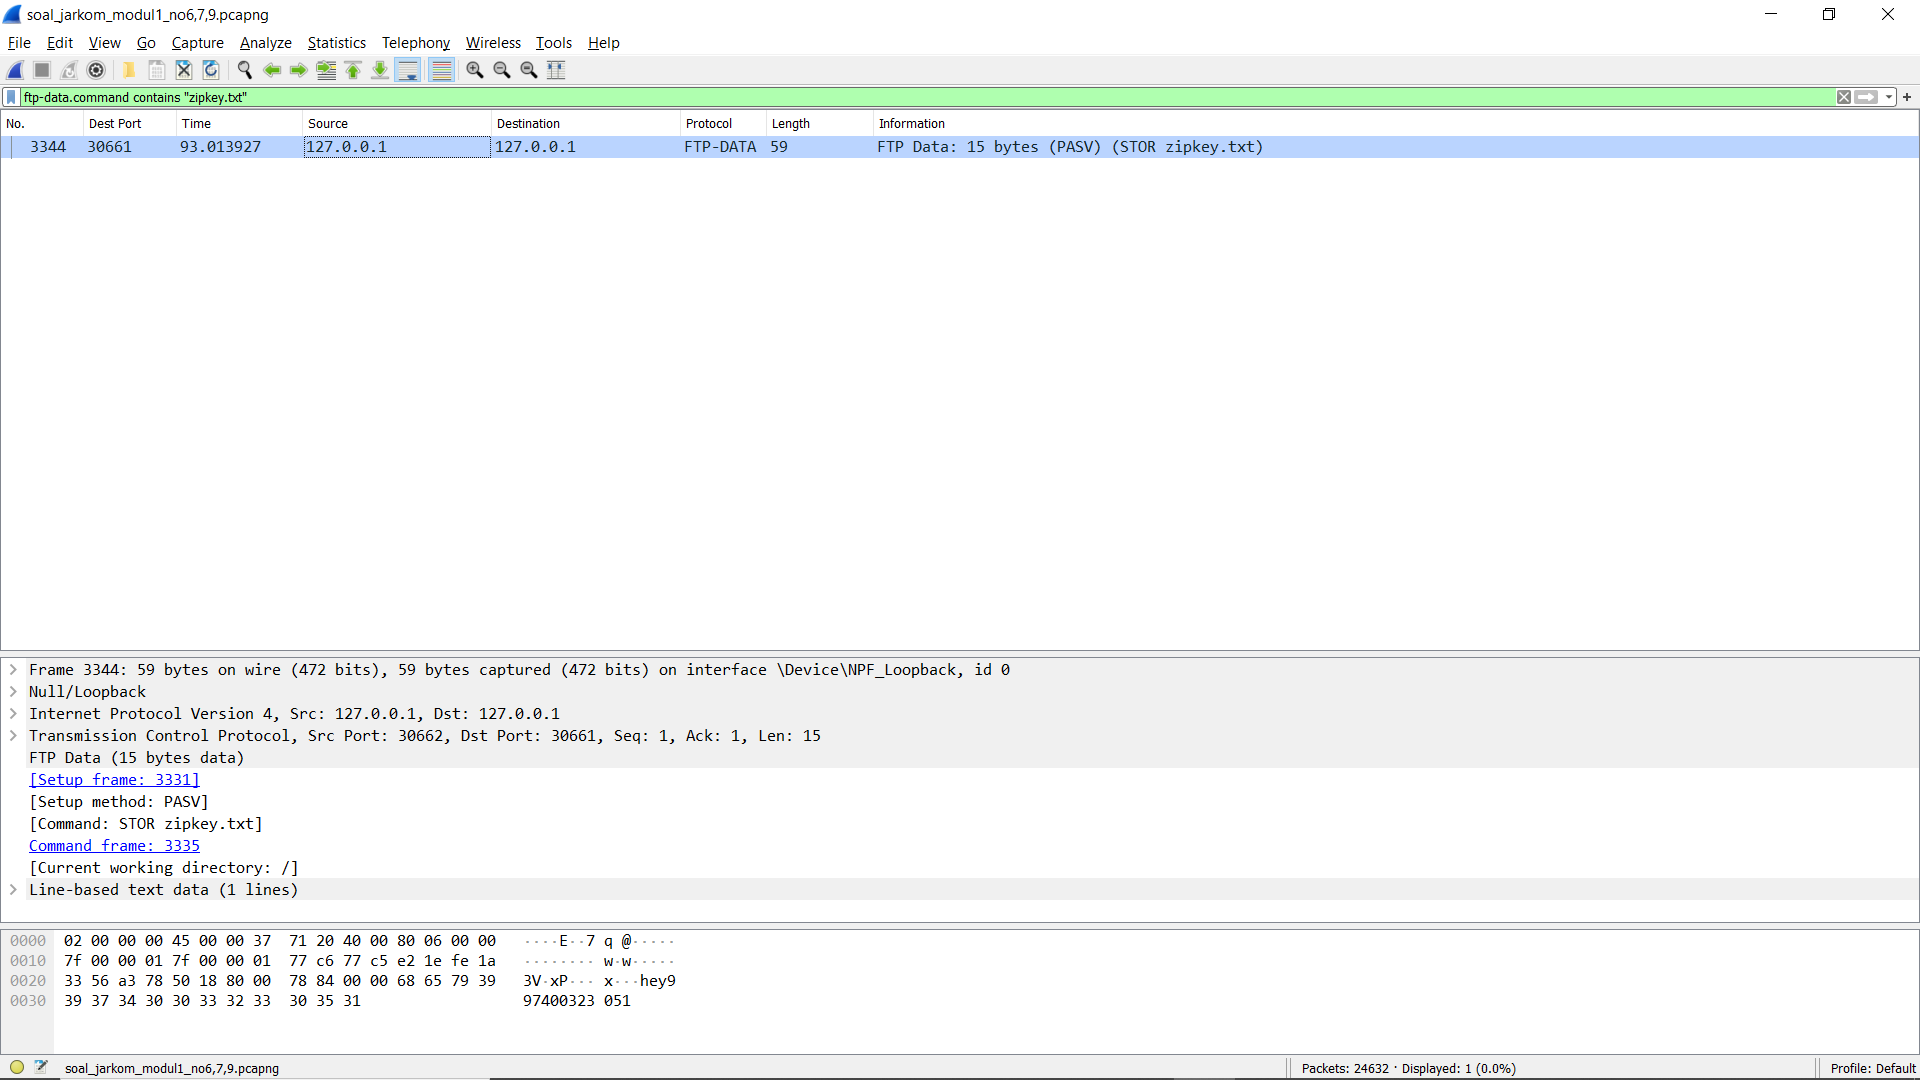 soal_jarkom_modul1_no6,7,9.pcapng
File Edit View Go Capture Analyze Statistics Telephony Wireless Tools Help
ftp-data.command contains "zipkey.txt"
No. Dest Port Time Source Destination Protocol Length Information
3344 30661 93.013927 127.0.0.1 127.0.0.1 FTP-DATA 59 FTP Data: 15 bytes (PASV) (STOR zipkey.txt)
Frame 3344: 59 bytes on wire (472 bits), 59 bytes captured (472 bits) on interface \Device\NPF_Loopback, id 0
Null/Loopback
Internet Protocol Version 4, Src: 127.0.0.1, Dst: 127.0.0.1
Transmission Control Protocol, Src Port: 30662, Dst Port: 30661, Seq: 1, Ack: 1, Len: 15
FTP Data (15 bytes data)
[Setup frame: 3331]
[Setup method: PASV]
[Command: STOR zipkey.txt]
Command frame: 3335
[Current working directory: /]
Line-based text data (1 lines)
0000 02 00 00 00 45 00 00 37 71 20 40 00 80 06 00 00 ····E··7 q @·····
0010 7f 00 00 01 7f 00 00 01 77 c6 77 c5 e2 1e fe 1a ········ w·w·····
0020 33 56 a3 78 50 18 80 00 78 84 00 00 68 65 79 39 3V·xP··· x···hey9
0030 39 37 34 30 30 33 32 33 30 35 31 97400323 051
soal_jarkom_modul1_no6,7,9.pcapng Packets: 24632 · Displayed: 1 (0.0%) Profile: Default